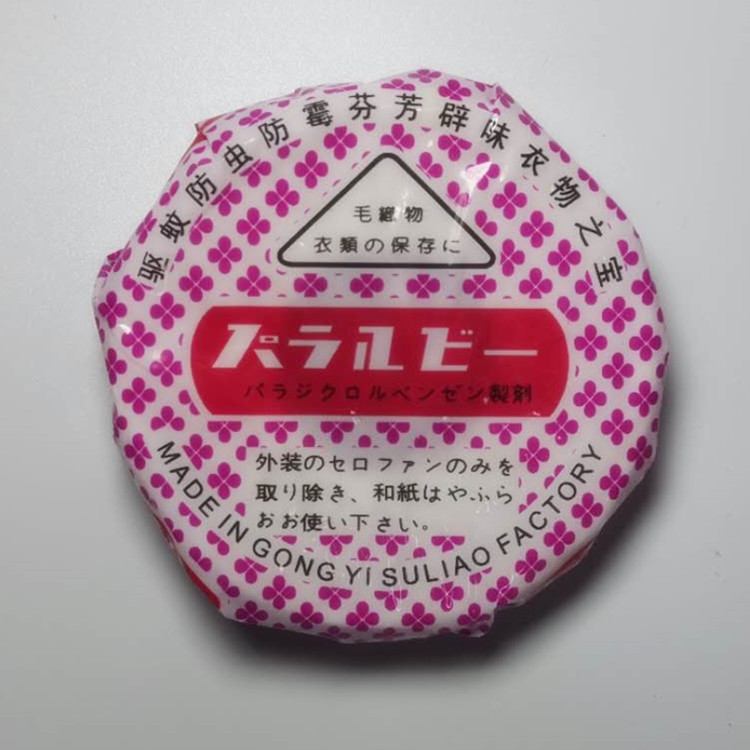 驱蚊防虫防霉芬芳辟味衣物之宝
毛織物
衣類の保存に
パラルビー
パラジクロルベンゼン製剤
外装のセロファンのみを
取り除き、和紙はやぶら
おお使い下さい。
MADE IN GONG YI SULIAO FACTORY